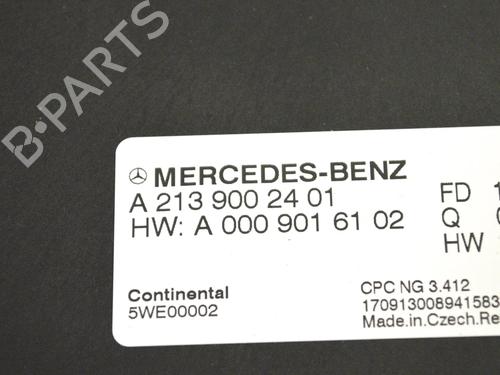 B-PARTS
MERCEDES-BENZ
A 213 900 24 01
HW: A 000 901 61 02
FD 1
Q
HW
Continental
5WE00002
CPC NG 3.412
170913008941583
Made.in.Czech.Re